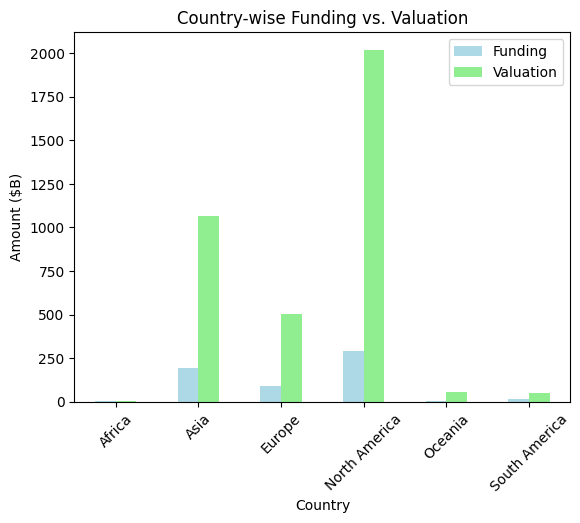 Country-wise Funding vs. Valuation
Funding
Valuation
Amount ($B)
2000
1750
1500
1250
1000
750
500
250
0
Africa
Asia
Europe
North America
Oceania
South America
Country